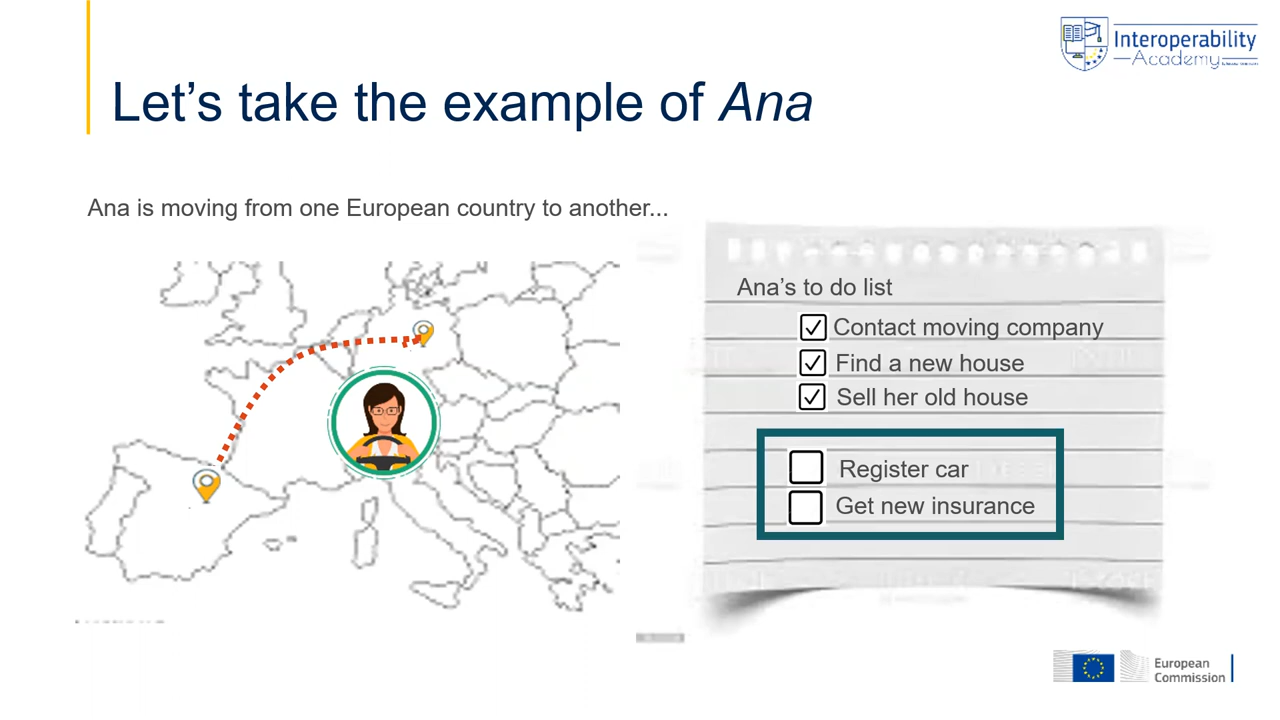 Interoperability
Academy
Let's take the example of Ana
Ana is moving from one European country to another...
Ana's to do list
Contact moving company
Find a new house
Sell her old house
Register car
Get new insurance
European
Commission